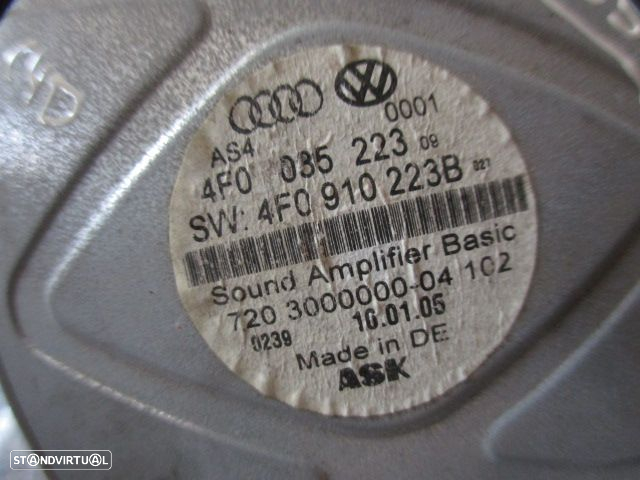 0001
AS4
4F0 035 223 09
SW: 4F0 910 223B 021
Sound Amplifier Basic
720 3000000-04 102
0239 10.01.05
Made in DE
ASK
STANDVIRTUAL